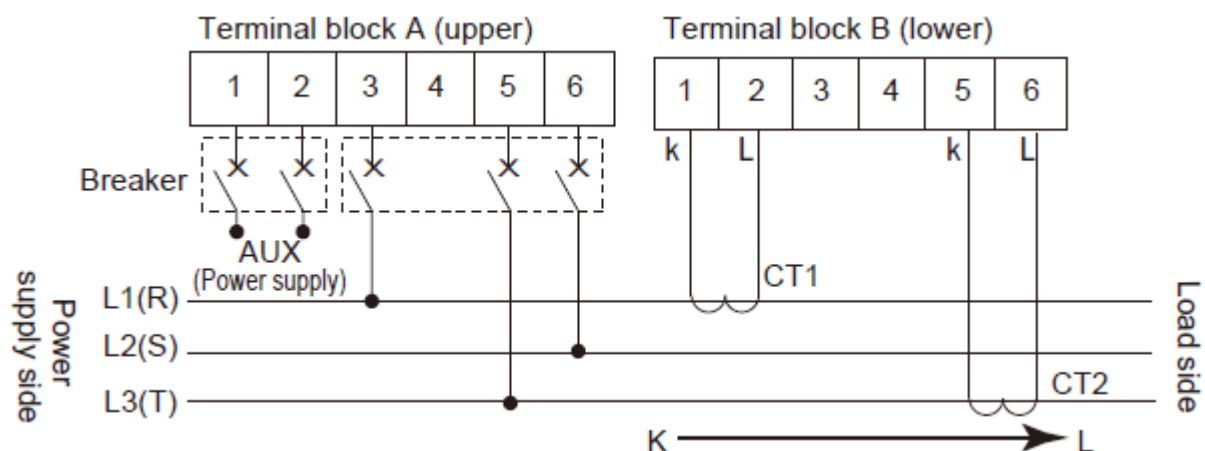 Terminal block A (upper)
Terminal block B (lower)
1 2 3 4 5 6
1 2 3 4 5 6
k L k L
Breaker
AUX
(Power supply)
CT1
L1(R)
L2(S)
L3(T)
CT2
Power
supply side
Load side
K L